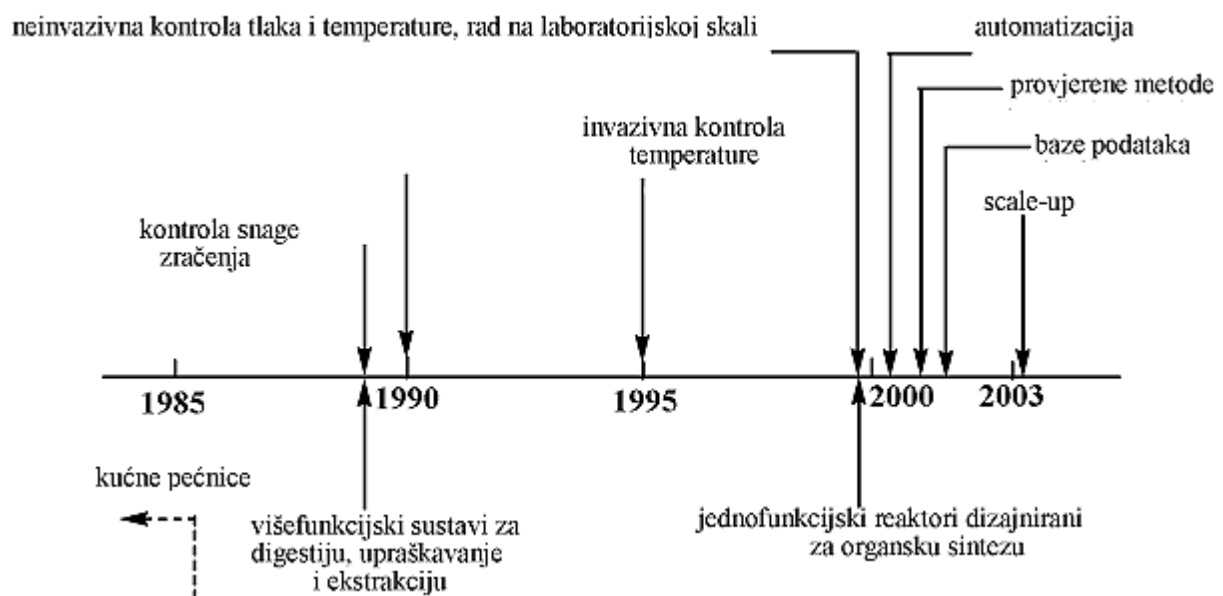 neinvazivna kontrola tlaka i temperature, rad na laboratorijskoj skali
automatizacija
provjerene metode
invazivna kontrola
temperature
baze podataka
scale-up
kontrola snage
zračenja
1985
1990
1995
2000
2003
kućne pećnice
višefunkcijski sustavi za
digestiju, upraškavanje
i ekstrakciju
jednofunkcijski reaktori dizajnirani
za organsku sintezu